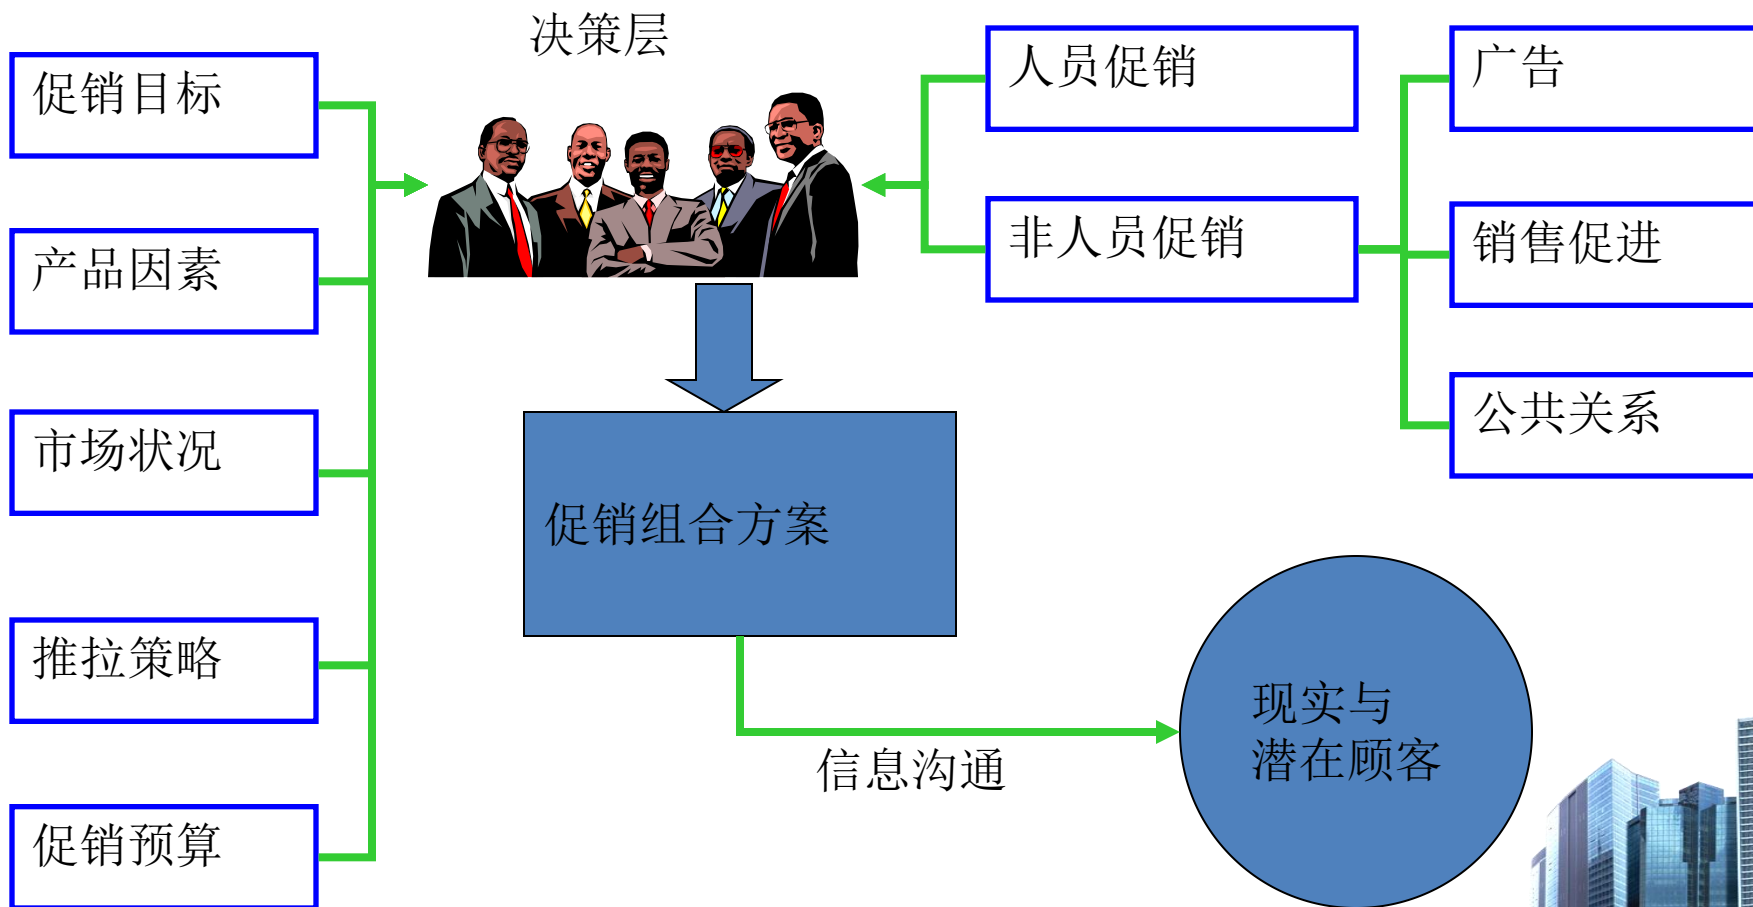 决策层
促销目标
产品因素
市场状况
推拉策略
促销预算
人员促销
非人员促销
广告
销售促进
公共关系
促销组合方案
信息沟通
现实与
潜在顾客